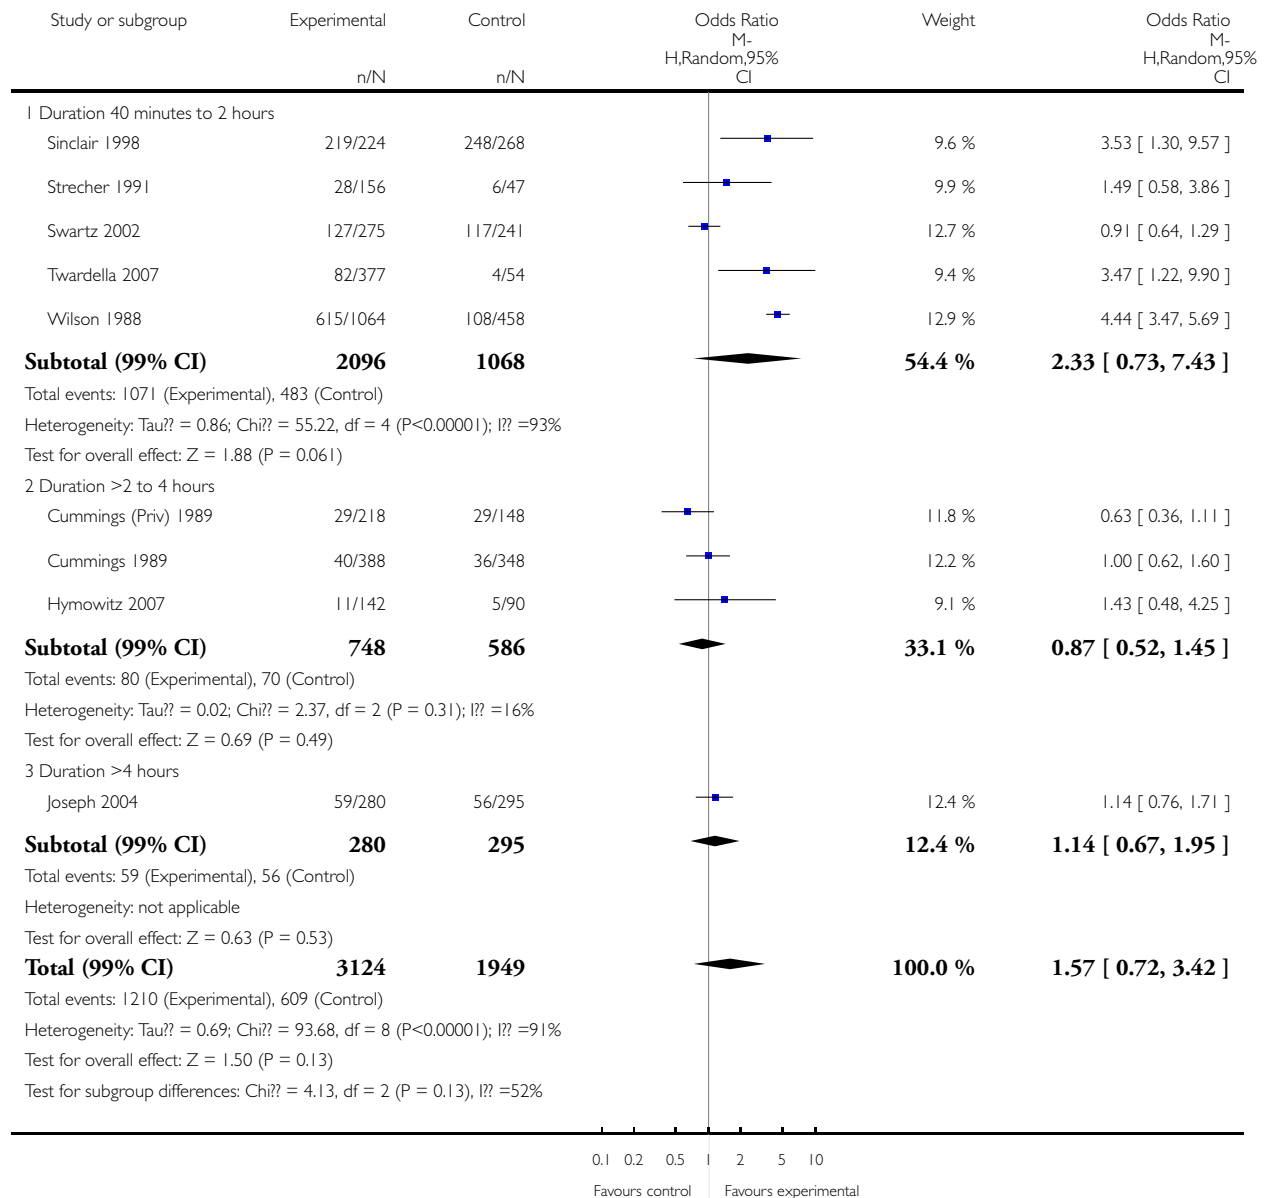 Study or subgroup Experimental Control Odds Ratio Weight Odds Ratio
M- M-
H,Random,95% H,Random,95%
n/N n/N CI CI
1 Duration 40 minutes to 2 hours
Sinclair 1998 219/224 248/268 9.6 % 3.53 [ 1.30, 9.57 ]
Strecher 1991 28/156 6/47 9.9 % 1.49 [ 0.58, 3.86 ]
Swartz 2002 127/275 117/241 12.7 % 0.91 [ 0.64, 1.29 ]
Twardella 2007 82/377 4/54 9.4 % 3.47 [ 1.22, 9.90 ]
Wilson 1988 615/1064 108/458 12.9 % 4.44 [ 3.47, 5.69 ]
Subtotal (99% CI) 2096 1068 54.4 % 2.33 [ 0.73, 7.43 ]
Total events: 1071 (Experimental), 483 (Control)
Heterogeneity: Tau?? = 0.86; Chi?? = 55.22, df = 4 (P<0.00001); I?? =93%
Test for overall effect: Z = 1.88 (P = 0.061)
2 Duration >2 to 4 hours
Cummings (Priv) 1989 29/218 29/148 11.8 % 0.63 [ 0.36, 1.11 ]
Cummings 1989 40/388 36/348 12.2 % 1.00 [ 0.62, 1.60 ]
Hymowitz 2007 11/142 5/90 9.1 % 1.43 [ 0.48, 4.25 ]
Subtotal (99% CI) 748 586 33.1 % 0.87 [ 0.52, 1.45 ]
Total events: 80 (Experimental), 70 (Control)
Heterogeneity: Tau?? = 0.02; Chi?? = 2.37, df = 2 (P = 0.31); I?? =16%
Test for overall effect: Z = 0.69 (P = 0.49)
3 Duration >4 hours
Joseph 2004 59/280 56/295 12.4 % 1.14 [ 0.76, 1.71 ]
Subtotal (99% CI) 280 295 12.4 % 1.14 [ 0.67, 1.95 ]
Total events: 59 (Experimental), 56 (Control)
Heterogeneity: not applicable
Test for overall effect: Z = 0.63 (P = 0.53)
Total (99% CI) 3124 1949 100.0 % 1.57 [ 0.72, 3.42 ]
Total events: 1210 (Experimental), 609 (Control)
Heterogeneity: Tau?? = 0.69; Chi?? = 93.68, df = 8 (P<0.00001); I?? =91%
Test for overall effect: Z = 1.50 (P = 0.13)
Test for subgroup differences: Chi?? = 4.13, df = 2 (P = 0.13), I?? =52%
0.1 0.2 0.5 1 2 5 10
Favours control Favours experimental